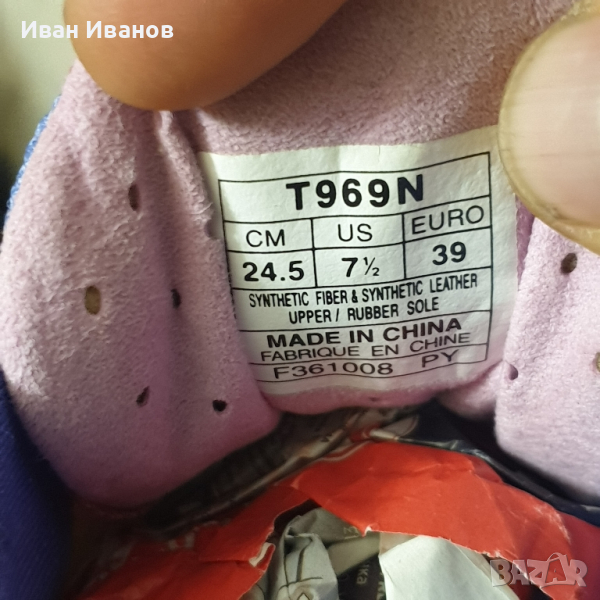 Иван Иванов
T969N
CM US EURO
24.5 7½ 39
SYNTHETIC FIBER & SYNTHETIC LEATHER
UPPER / RUBBER SOLE
MADE IN CHINA
FABRIQUE EN CHINE
F361008 PY
BAZAR